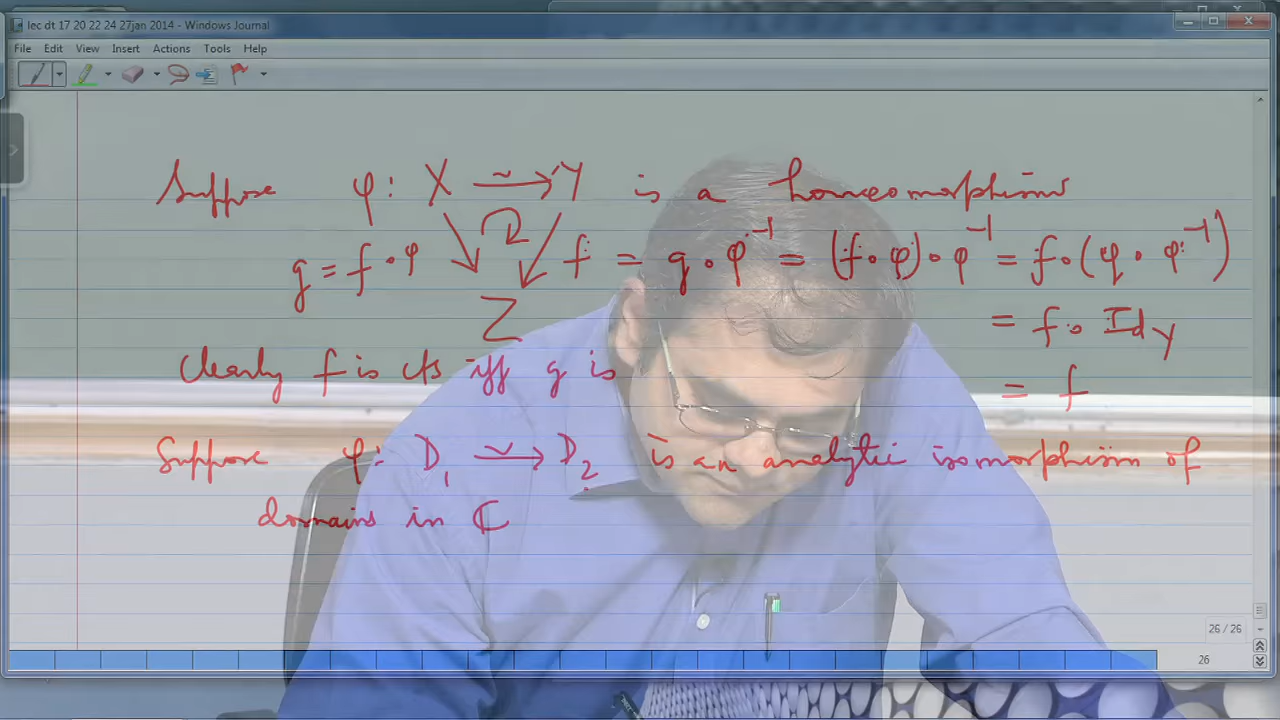 lec dt 17 20 22 24 27jan 2014 - Windows Journal
File Edit View Insert Actions Tools Help
Suppose φ: X ⥲ Y is a homeomorphism
g = f ∘ φ f = g ∘ φ⁻¹ = (f ∘ φ) ∘ φ⁻¹ = f ∘ (φ ∘ φ⁻¹)
Z = f ∘ Id_Y
Clearly f is cts iff g is = f
Suppose φ: D₁ ⥲ D₂ is an analytic isomorphism of
domains in ℂ
26 / 26
26